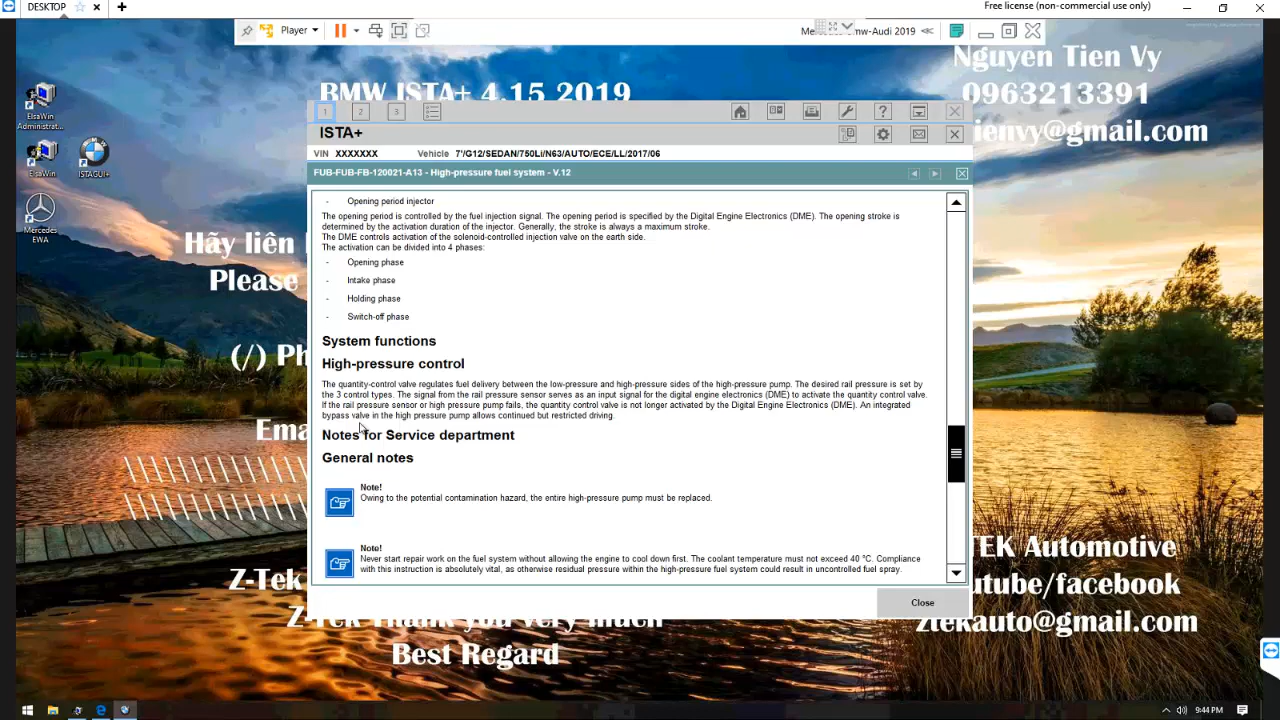 DESKTOP
Free license (non-commercial use only)
Player
Nguyen Tien Vy
BMW ISTA+ 4.15 2019
0963213391
ienvy@gmail.com
ElsaWin Administrat...
ElsaWin
ISTAGUI+
Mercedes EWA
1 2 3
ISTA+
VIN XXXXXXX Vehicle 7'/G12/SEDAN/750Li/N63/AUTO/ECE/LL/2017/06
FUB-FUB-FB-120021-A13 - High-pressure fuel system - V.12
- Opening period injector
The opening period is controlled by the fuel injection signal. The opening period is specified by the Digital Engine Electronics (DME). The opening stroke is
determined by the activation duration of the injector. Generally, the stroke is always a maximum stroke.
The DME controls activation of the solenoid-controlled injection valve on the earth side.
The activation can be divided into 4 phases:
- Opening phase
- Intake phase
- Holding phase
- Switch-off phase
System functions
High-pressure control
The quantity-control valve regulates fuel delivery between the low-pressure and high-pressure sides of the high-pressure pump. The desired rail pressure is set by
the 3 control types. The signal from the rail pressure sensor serves as an input signal for the digital engine electronics (DME) to activate the quantity control valve.
If the rail pressure sensor or high pressure pump fails, the quantity control valve is not longer activated by the Digital Engine Electronics (DME). An integrated
bypass valve in the high pressure pump allows continued but restricted driving.
Notes for Service department
General notes
Note!
Owing to the potential contamination hazard, the entire high-pressure pump must be replaced.
Note!
Never start repair work on the fuel system without allowing the engine to cool down first. The coolant temperature must not exceed 40 °C. Compliance
with this instruction is absolutely vital, as otherwise residual pressure within the high-pressure fuel system could result in uncontrolled fuel spray.
Close
Hãy liên
Please
(/) Ph
Ema
Z-Tek
Z-Tek Thank you very much
Best Regard
TEK Automotive
utube/facebook
ztekauto@gmail.com
9:44 PM